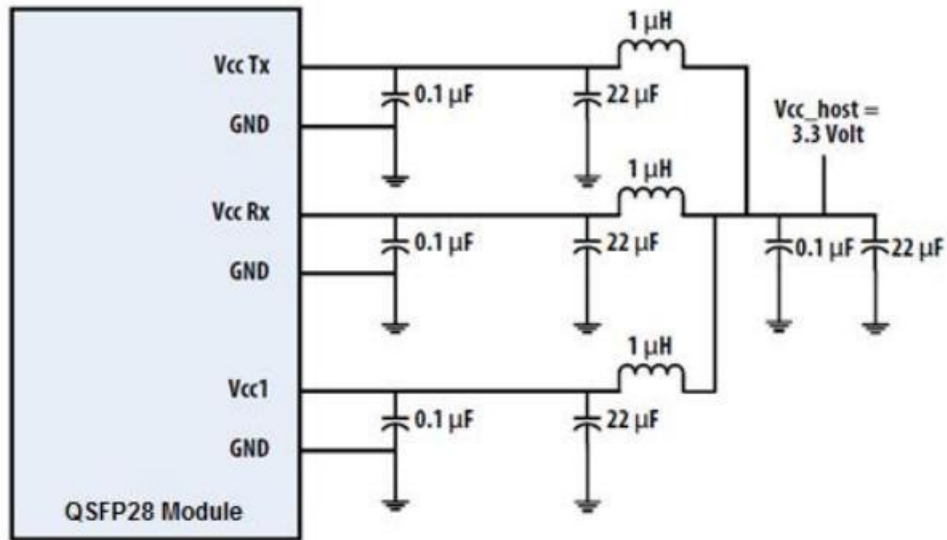 1 μH
Vcc Tx
0.1 μF
22 μF
GND
Vcc_host =
3.3 Volt
1 μH
Vcc Rx
0.1 μF
22 μF
0.1 μF
22 μF
GND
1 μH
Vcc1
0.1 μF
22 μF
GND
QSFP28 Module